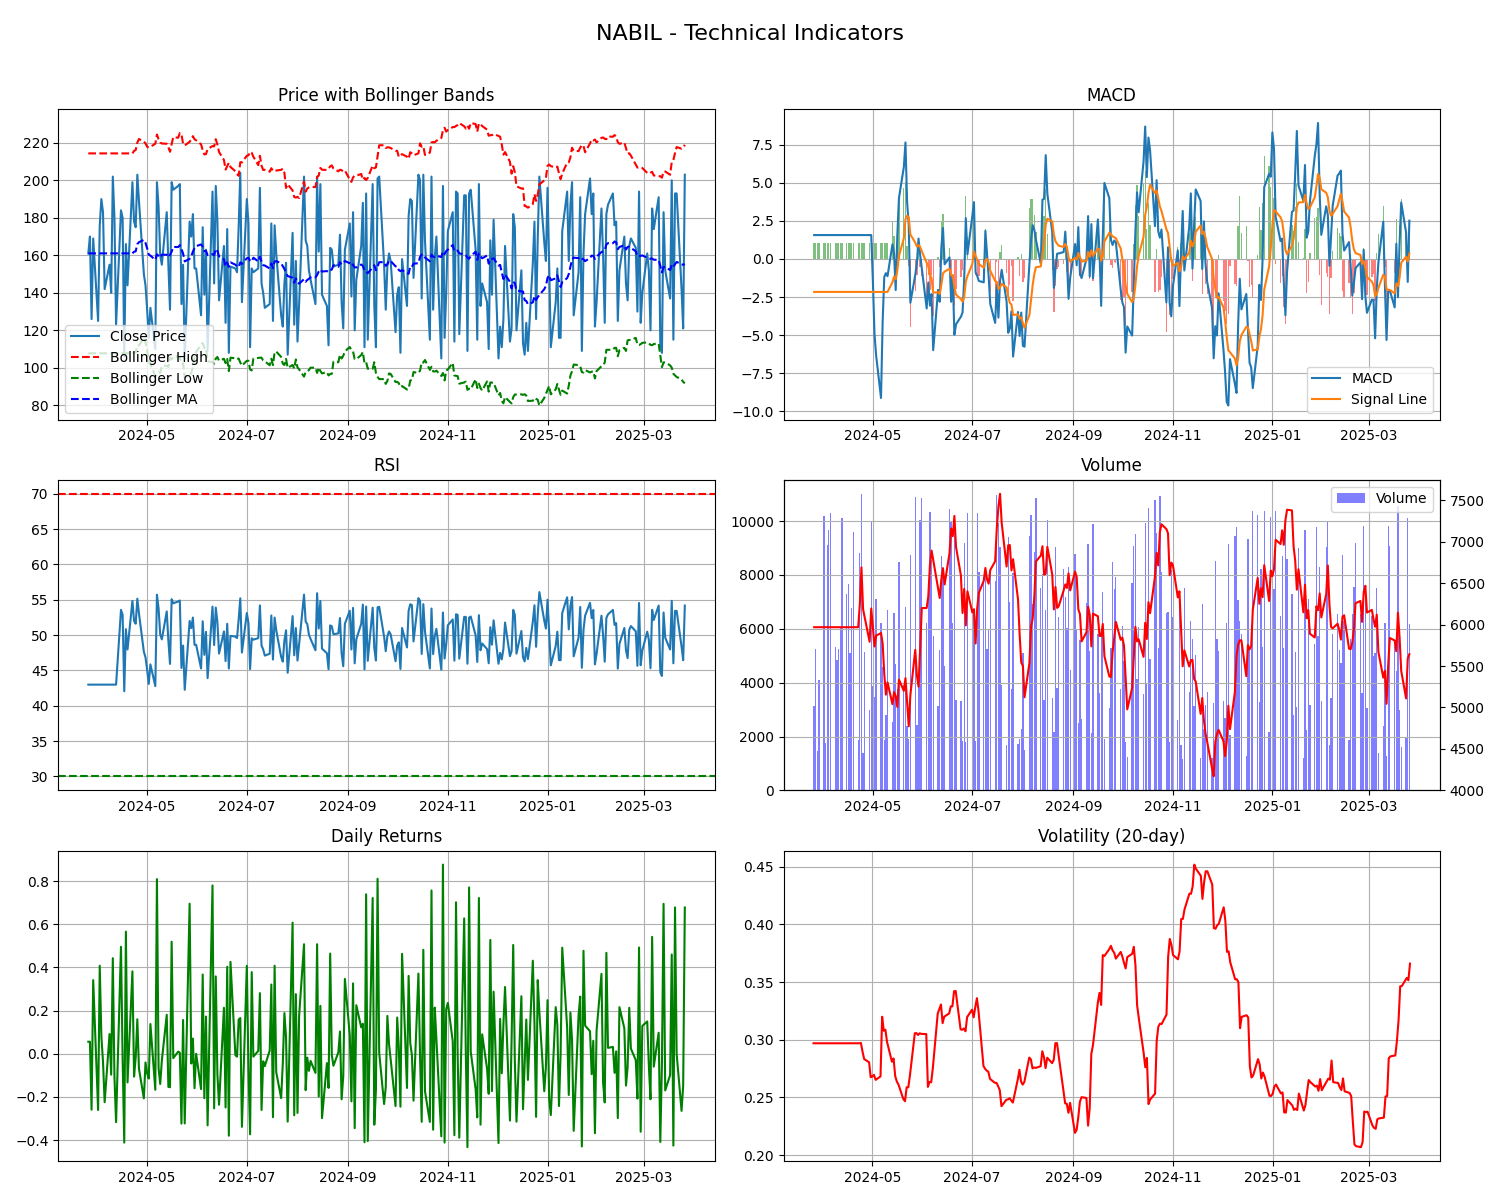 NABIL - Technical Indicators
Price with Bollinger Bands
220
200
180
160
140
120
100
80
Close Price
Bollinger High
Bollinger Low
Bollinger MA
2024-05 2024-07 2024-09 2024-11 2025-01 2025-03
MACD
7.5
5.0
2.5
0.0
−2.5
−5.0
−7.5
−10.0
MACD
Signal Line
2024-05 2024-07 2024-09 2024-11 2025-01 2025-03
RSI
70
65
60
55
50
45
40
35
30
2024-05 2024-07 2024-09 2024-11 2025-01 2025-03
Volume
10000
8000
6000
4000
2000
0
Volume
7500
7000
6500
6000
5500
5000
4500
4000
2024-05 2024-07 2024-09 2024-11 2025-01 2025-03
Daily Returns
0.8
0.6
0.4
0.2
0.0
−0.2
−0.4
2024-05 2024-07 2024-09 2024-11 2025-01 2025-03
Volatility (20-day)
0.45
0.40
0.35
0.30
0.25
0.20
2024-05 2024-07 2024-09 2024-11 2025-01 2025-03